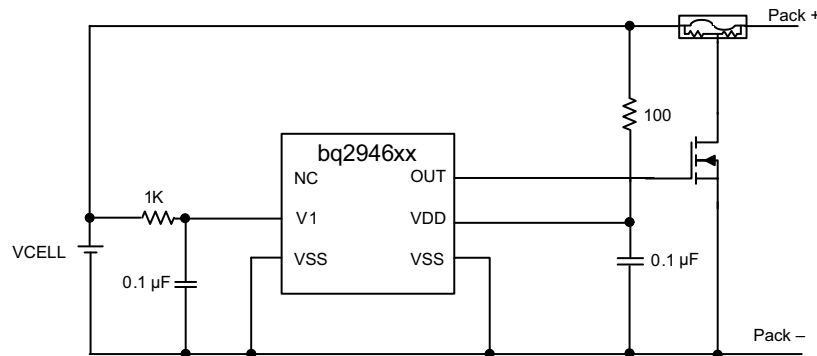 Pack +
100
bq2946xx
NC
OUT
1K
V1
VDD
VCELL
VSS
VSS
0.1 µF
0.1 µF
Pack –